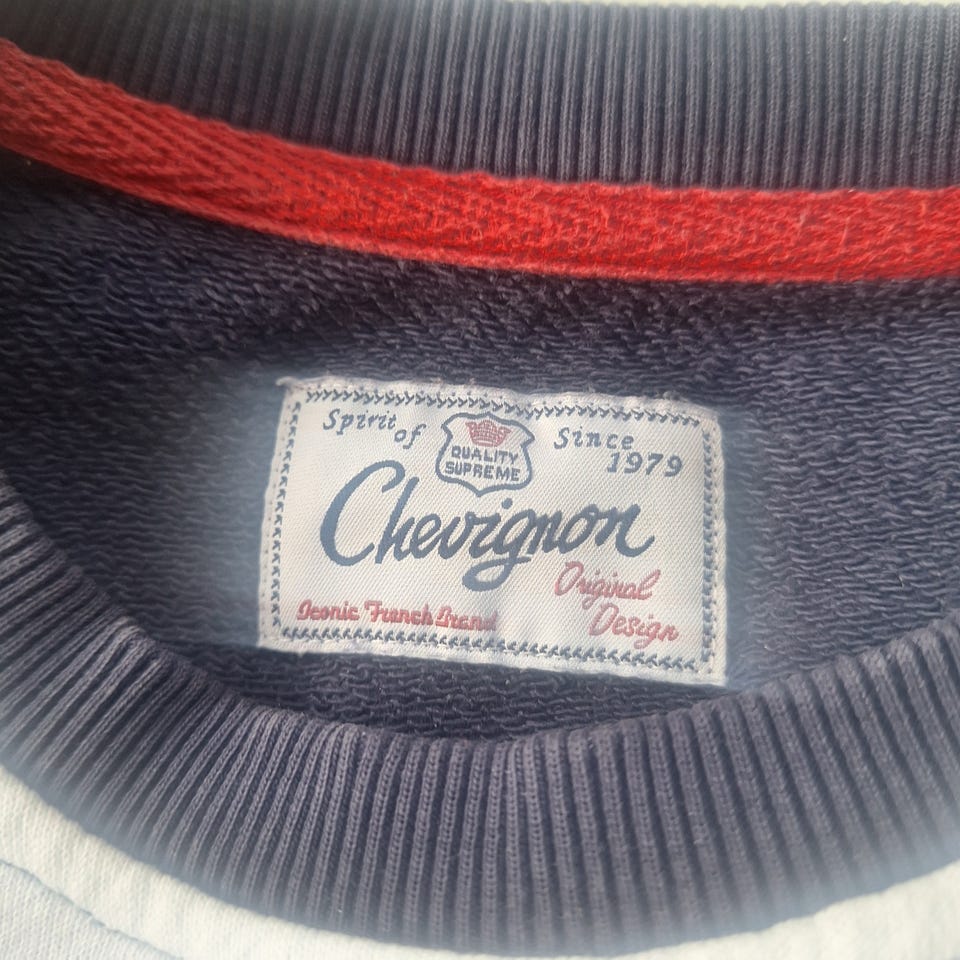 Spirit of
Since 1979
QUALITY
SUPREME
Chevignon
Original
Design
Iconic French Brand